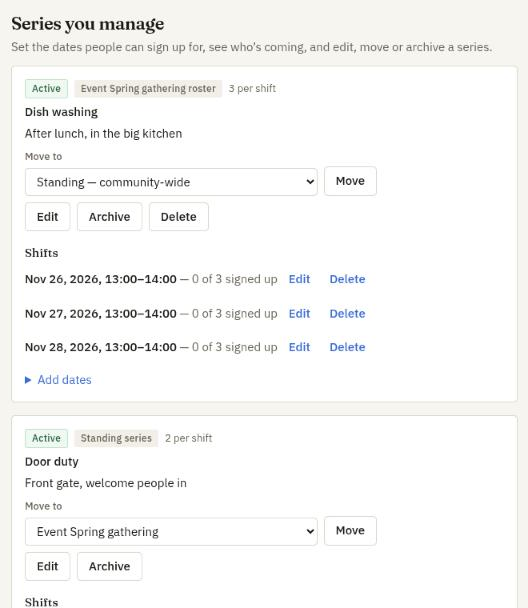 Series you manage
Set the dates people can sign up for, see who's coming, and edit, move or archive a series.
Active Event Spring gathering roster 3 per shift
Dish washing
After lunch, in the big kitchen
Move to
Standing — community-wide Move
Edit Archive Delete
Shifts
Nov 26, 2026, 13:00–14:00 — 0 of 3 signed up Edit Delete
Nov 27, 2026, 13:00–14:00 — 0 of 3 signed up Edit Delete
Nov 28, 2026, 13:00–14:00 — 0 of 3 signed up Edit Delete
Add dates
Active Standing series 2 per shift
Door duty
Front gate, welcome people in
Move to
Event Spring gathering Move
Edit Archive
Shifts